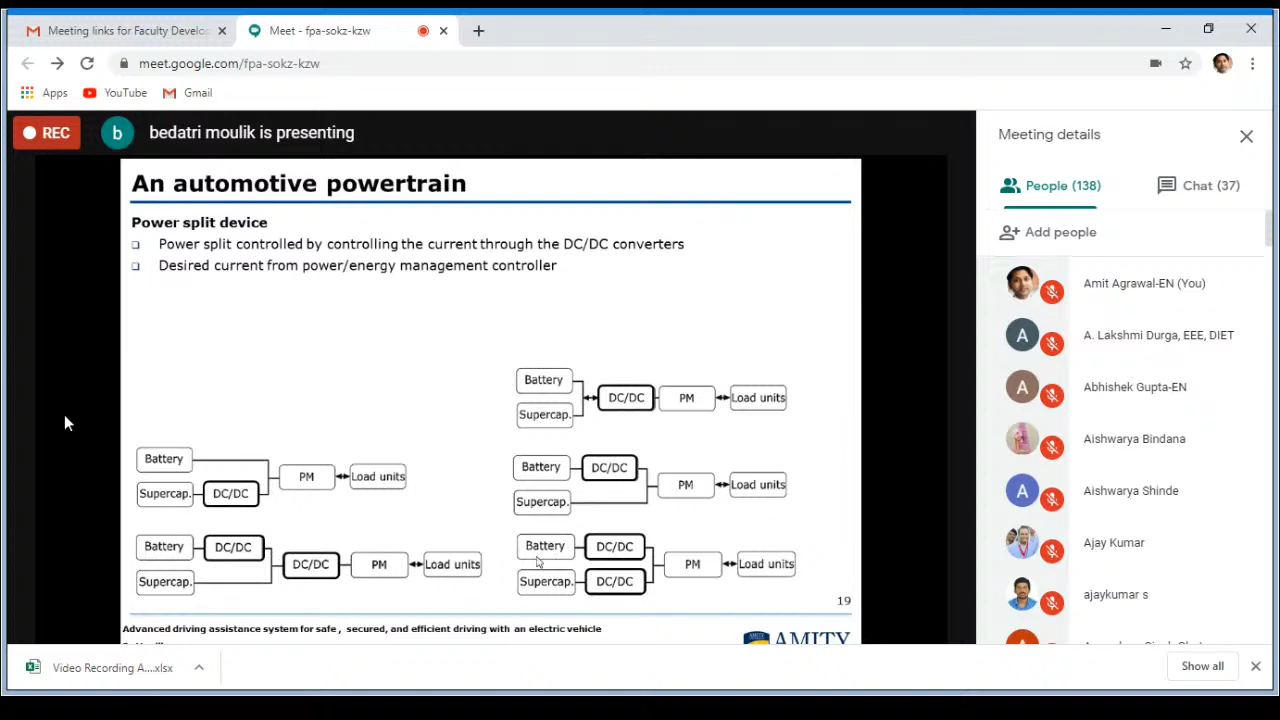 Meeting links for Faculty Develo
Meet - fpa-sokz-kzw
meet.google.com/fpa-sokz-kzw
Apps YouTube Gmail
REC b bedatri moulik is presenting
An automotive powertrain
Power split device
Power split controlled by controlling the current through the DC/DC converters
Desired current from power/energy management controller
Battery
Supercap. DC/DC PM Load units
Battery
Supercap. DC/DC PM Load units
Battery DC/DC
Supercap. PM Load units
Battery DC/DC
Supercap. DC/DC PM Load units
Battery DC/DC
Supercap. DC/DC PM Load units
19
Advanced driving assistance system for safe, secured, and efficient driving with an electric vehicle
AMITY
Meeting details
People (138) Chat (37)
Add people
Amit Agrawal-EN (You)
A A. Lakshmi Durga, EEE, DIET
Abhishek Gupta-EN
Aishwarya Bindana
A Aishwarya Shinde
Ajay Kumar
ajaykumar s
Video Recording A....xlsx
Show all